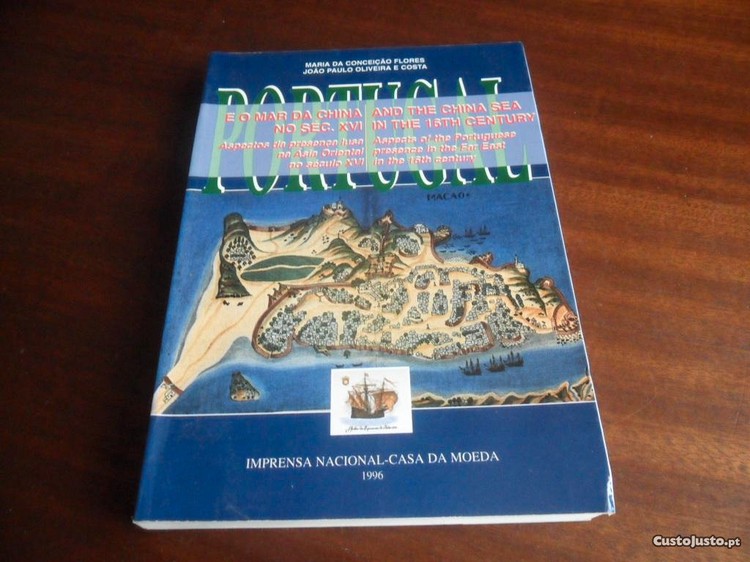 MARIA DA CONCEIÇÃO FLORES
JOÃO PAULO OLIVEIRA E COSTA
PORTUGAL
E O MAR DA CHINA
NO SÉC. XVI
AND THE CHINA SEA
IN THE 16TH CENTURY
Aspectos da presença lusa
na Ásia Oriental
no século XVI
Aspects of the Portuguese
presence in the Far East
in the 16th century
MACAO
IMPRENSA NACIONAL-CASA DA MOEDA
1996
CustoJusto.pt